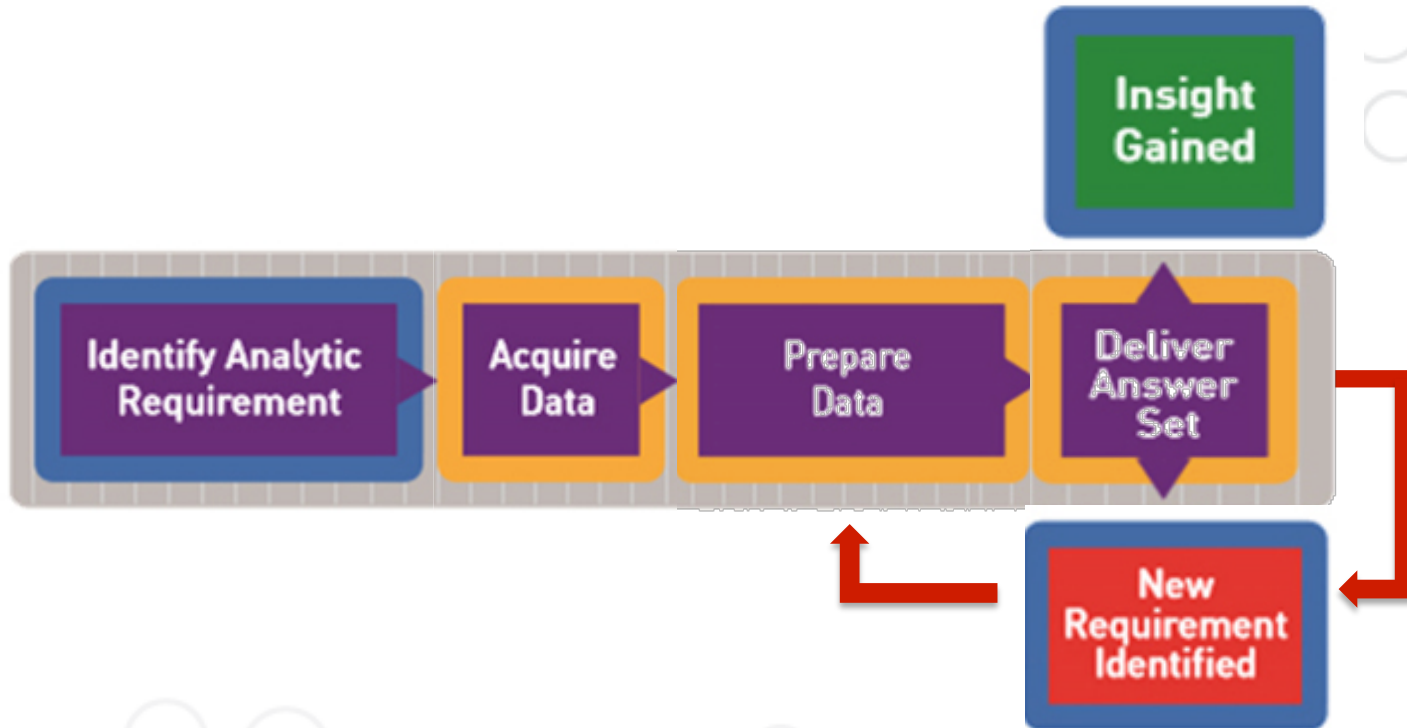 Insight
Gained
Identify Analytic
Requirement
Acquire
Data
Prepare
Data
Deliver
Answer
Set
New
Requirement
Identified